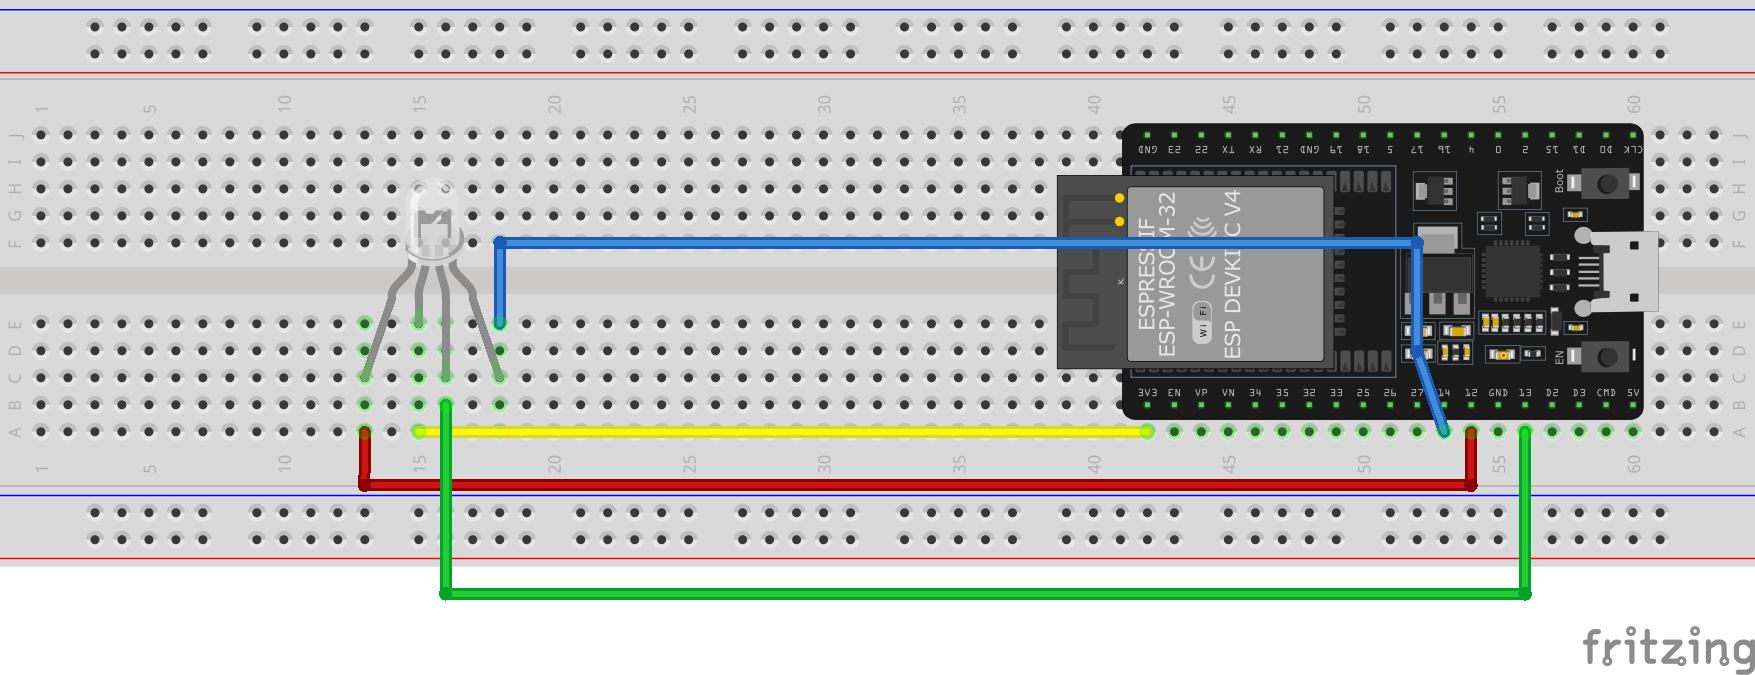 1 5 10 15 20 25 30 35 40 45 50 55 60
J J
I I
H H
G G
F F
GND 23 22 TX RX 21 GND 19 18 5 17 16 4 0 2 15 D1 D0 CLK
Boot
ESPRESSIF
ESP-WROOM-32
CE
Wi Fi
ESP DEVKITC V4
EN
E E
D D
C C
B B
A A
3V3 EN VP VN 34 35 32 33 25 26 27 14 12 GND 13 D2 D3 CMD 5V
1 5 10 15 20 25 30 35 40 45 50 55 60
fritzing